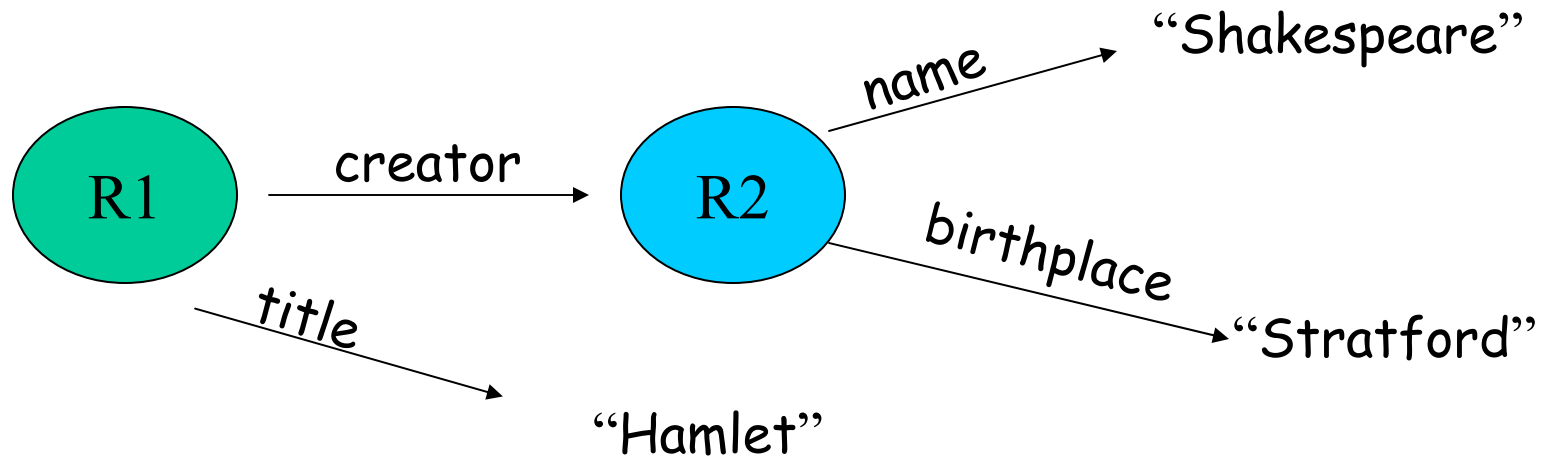 “Shakespeare”
name
creator
R1
R2
birthplace
title
“Stratford”
“Hamlet”